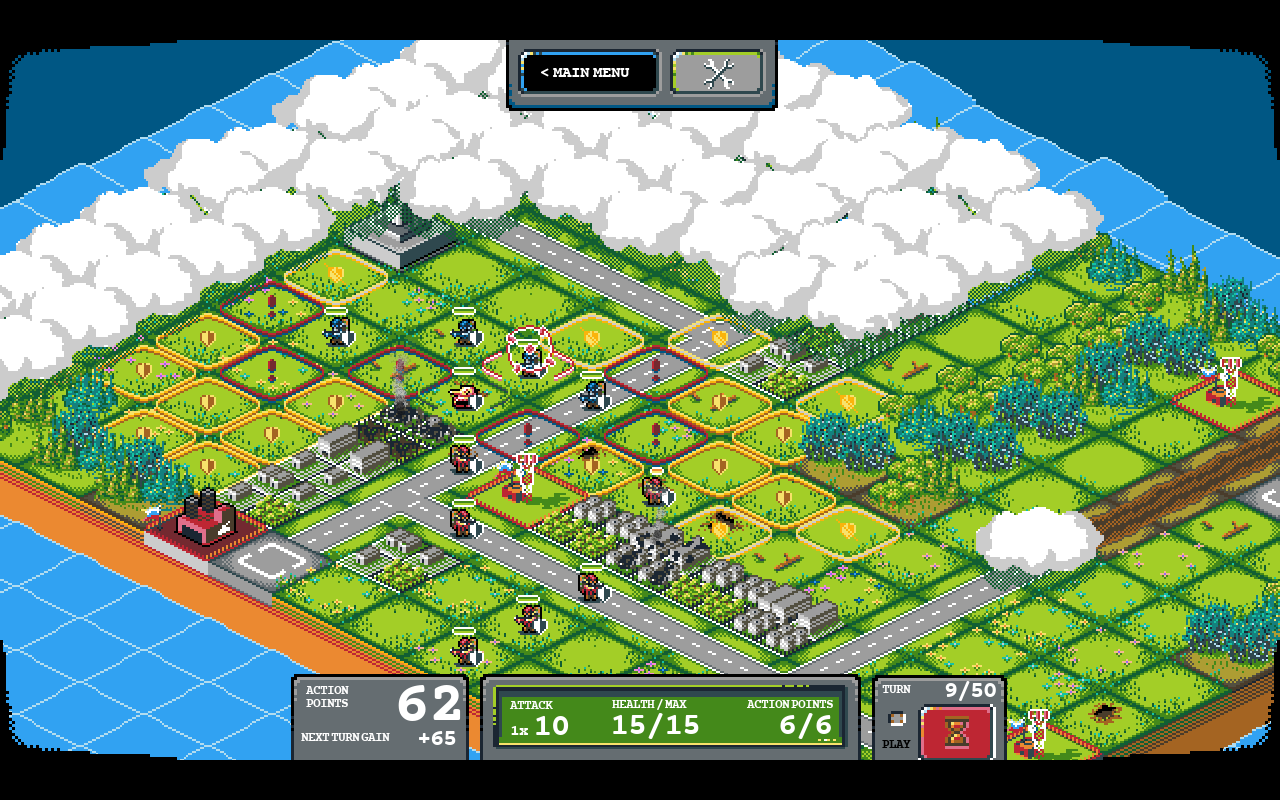 < MAIN MENU
ACTION
POINTS
62
NEXT TURN GAIN +65
ATTACK
1x 10
HEALTH / MAX
15/15
ACTION POINTS
6/6
TURN 9/50
PLAY